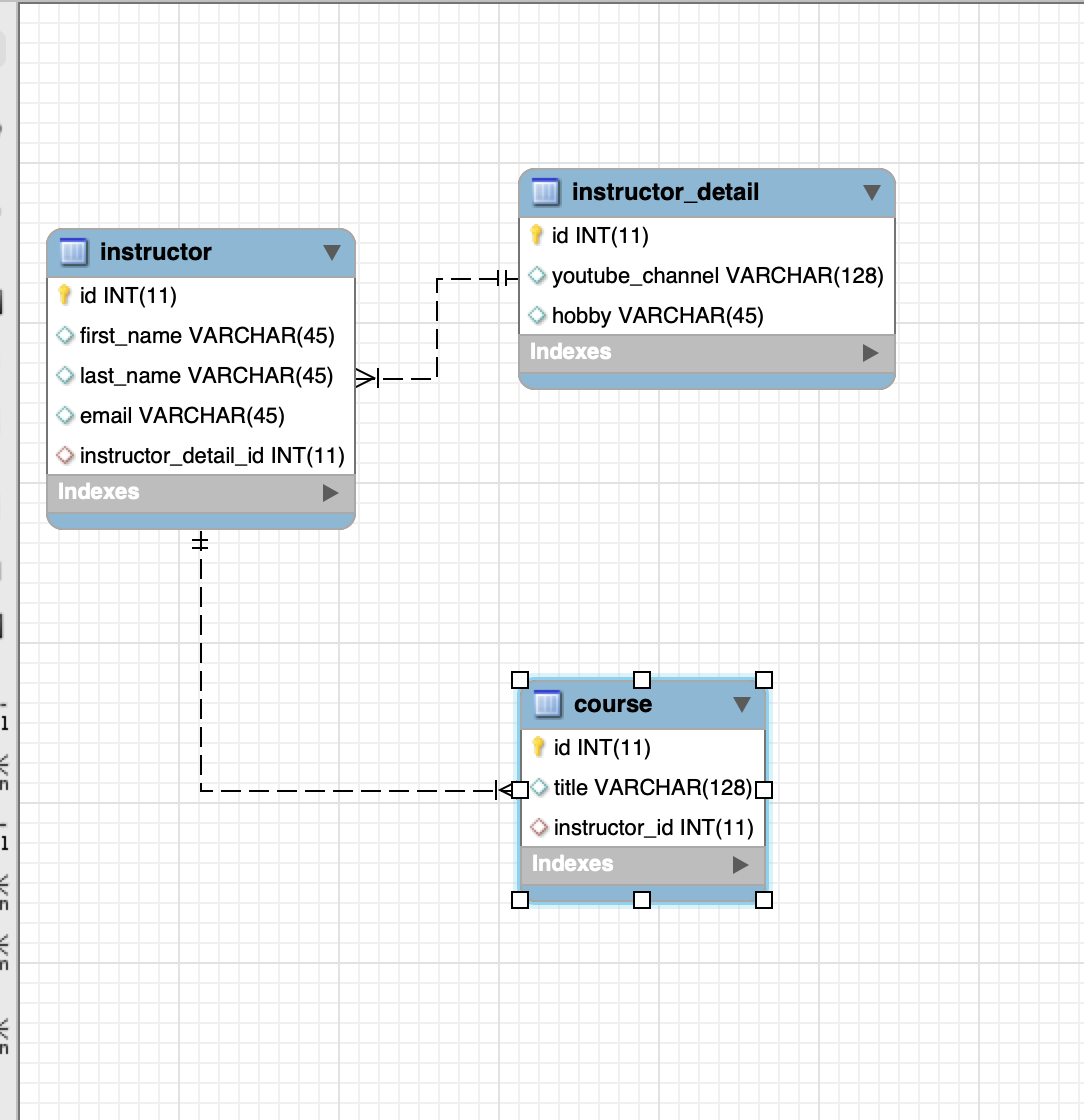 instructor
id INT(11)
first_name VARCHAR(45)
last_name VARCHAR(45)
email VARCHAR(45)
instructor_detail_id INT(11)
Indexes
instructor_detail
id INT(11)
youtube_channel VARCHAR(128)
hobby VARCHAR(45)
Indexes
course
id INT(11)
title VARCHAR(128)
instructor_id INT(11)
Indexes